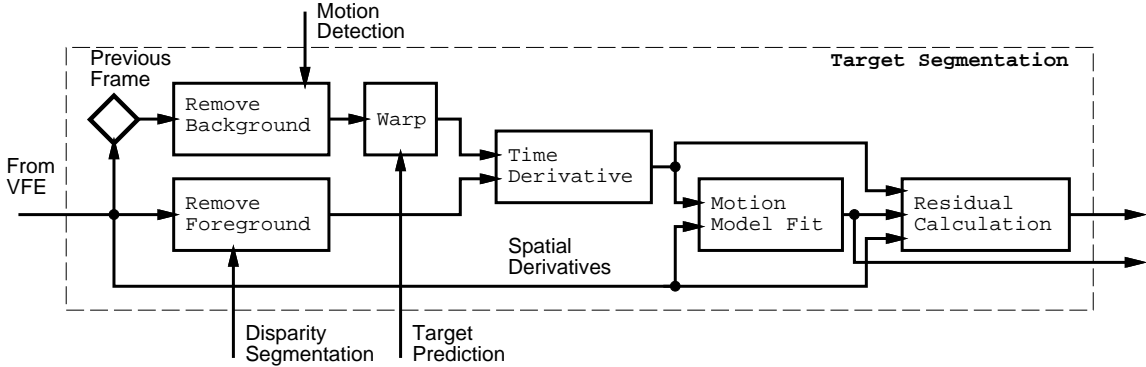 Motion
Detection
Target Segmentation
Previous
Frame
Remove
Background
Warp
Time
Derivative
From
VFE
Remove
Foreground
Motion
Model Fit
Residual
Calculation
Spatial
Derivatives
Disparity
Segmentation
Target
Prediction